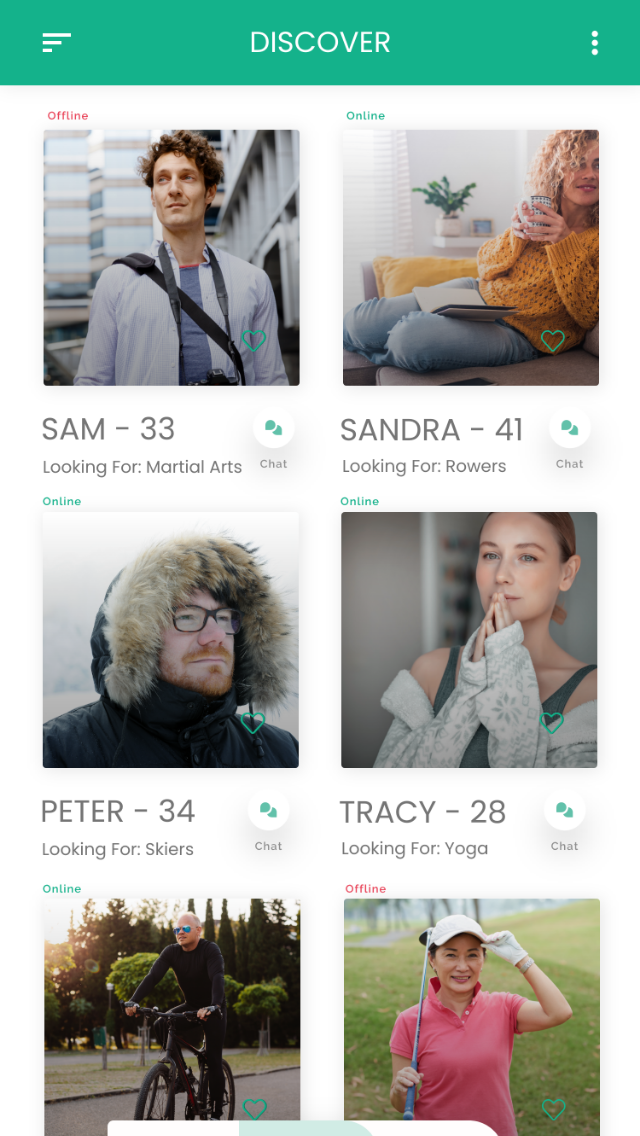 DISCOVER
Offline
Online
SAM - 33
Chat
Looking For: Martial Arts
SANDRA - 41
Chat
Looking For: Rowers
Online
Online
PETER - 34
Chat
Looking For: Skiers
TRACY - 28
Chat
Looking For: Yoga
Online
Offline